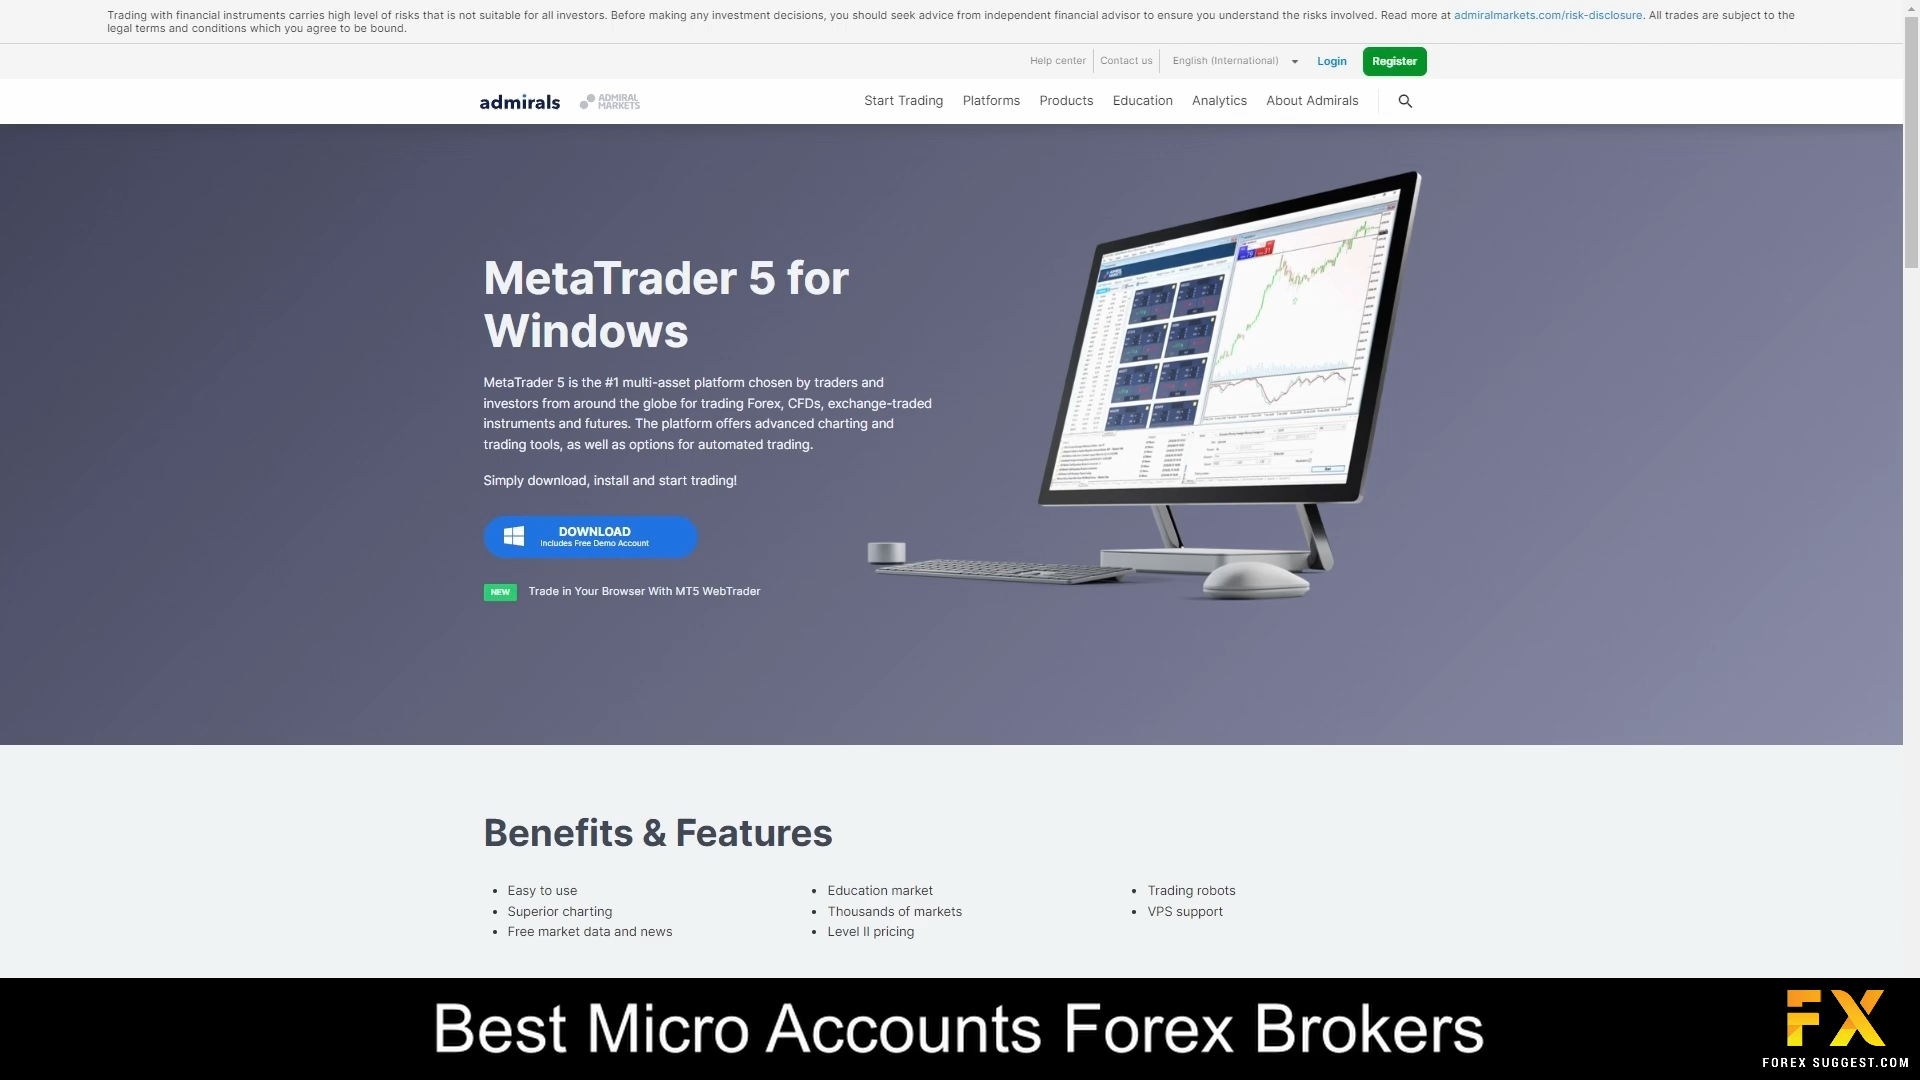 Trading with financial instruments carries high level of risks that is not suitable for all investors. Before making any investment decisions, you should seek advice from independent financial advisor to ensure you understand the risks involved. Read more at admiralmarkets.com/risk-disclosure. All trades are subject to the
legal terms and conditions which you agree to be bound.
Help center Contact us English (International) Login Register
admirals ADMIRAL MARKETS Start Trading Platforms Products Education Analytics About Admirals
MetaTrader 5 for
Windows
MetaTrader 5 is the #1 multi-asset platform chosen by traders and
investors from around the globe for trading Forex, CFDs, exchange-traded
instruments and futures. The platform offers advanced charting and
trading tools, as well as options for automated trading.
Simply download, install and start trading!
DOWNLOAD
Includes Free Demo Account
NEW Trade in Your Browser With MT5 WebTrader
Benefits & Features
Easy to use
Superior charting
Free market data and news
Education market
Thousands of markets
Level II pricing
Trading robots
VPS support
Best Micro Accounts Forex Brokers
FX
FOREX SUGGEST.COM